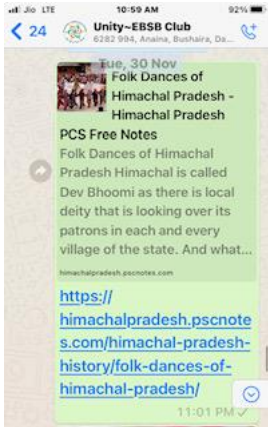 Jio LTE 10:59 AM 92%
24 Unity~EBSB Club
6282 994, Anaina, Bushaira, Da...
Tue, 30 Nov
Folk Dances of
Himachal Pradesh -
Himachal Pradesh
PCS Free Notes
Folk Dances of Himachal
Pradesh Himachal is called
Dev Bhoomi as there is local
deity that is looking over its
patrons in each and every
village of the state. And what...
himachalpradesh.pscnotes.com
https://
himachalpradesh.pscnote
s.com/himachal-pradesh-
history/folk-dances-of-
himachal-pradesh/
11:01 PM